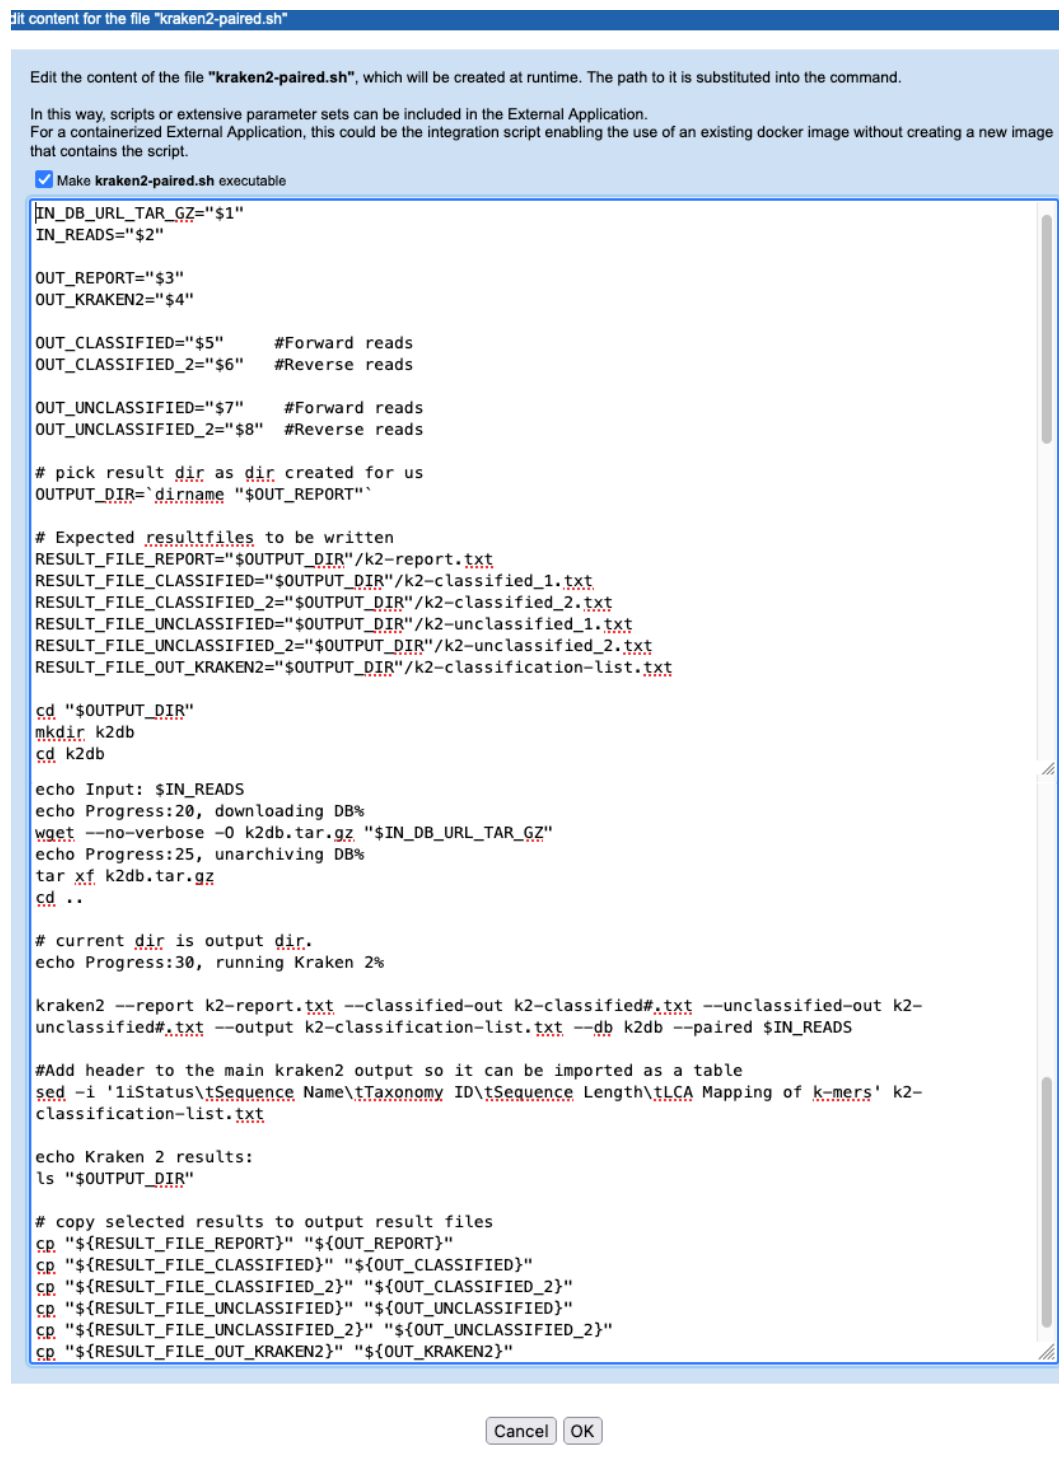 dit content for the file "kraken2-paired.sh"
Edit the content of the file "kraken2-paired.sh", which will be created at runtime. The path to it is substituted into the command.
In this way, scripts or extensive parameter sets can be included in the External Application.
For a containerized External Application, this could be the integration script enabling the use of an existing docker image without creating a new image
that contains the script.
Make kraken2-paired.sh executable
IN_DB_URL_TAR_GZ="$1"
IN_READS="$2"
OUT_REPORT="$3"
OUT_KRAKEN2="$4"
OUT_CLASSIFIED="$5"     #Forward reads
OUT_CLASSIFIED_2="$6"   #Reverse reads
OUT_UNCLASSIFIED="$7"    #Forward reads
OUT_UNCLASSIFIED_2="$8"  #Reverse reads
# pick result dir as dir created for us
OUTPUT_DIR=`dirname "$OUT_REPORT"`
# Expected resultfiles to be written
RESULT_FILE_REPORT="$OUTPUT_DIR"/k2-report.txt
RESULT_FILE_CLASSIFIED="$OUTPUT_DIR"/k2-classified_1.txt
RESULT_FILE_CLASSIFIED_2="$OUTPUT_DIR"/k2-classified_2.txt
RESULT_FILE_UNCLASSIFIED="$OUTPUT_DIR"/k2-unclassified_1.txt
RESULT_FILE_UNCLASSIFIED_2="$OUTPUT_DIR"/k2-unclassified_2.txt
RESULT_FILE_OUT_KRAKEN2="$OUTPUT_DIR"/k2-classification-list.txt
cd "$OUTPUT_DIR"
mkdir k2db
cd k2db
echo Input: $IN_READS
echo Progress:20, downloading DB%
wget --no-verbose -O k2db.tar.gz "$IN_DB_URL_TAR_GZ"
echo Progress:25, unarchiving DB%
tar xf k2db.tar.gz
cd ..
# current dir is output dir.
echo Progress:30, running Kraken 2%
kraken2 --report k2-report.txt --classified-out k2-classified#.txt --unclassified-out k2-
unclassified#.txt --output k2-classification-list.txt --db k2db --paired $IN_READS
#Add header to the main kraken2 output so it can be imported as a table
sed -i '1iStatus\tSequence Name\tTaxonomy ID\tSequence Length\tLCA Mapping of k-mers' k2-
classification-list.txt
echo Kraken 2 results:
ls "$OUTPUT_DIR"
# copy selected results to output result files
cp "${RESULT_FILE_REPORT}" "${OUT_REPORT}"
cp "${RESULT_FILE_CLASSIFIED}" "${OUT_CLASSIFIED}"
cp "${RESULT_FILE_CLASSIFIED_2}" "${OUT_CLASSIFIED_2}"
cp "${RESULT_FILE_UNCLASSIFIED}" "${OUT_UNCLASSIFIED}"
cp "${RESULT_FILE_UNCLASSIFIED_2}" "${OUT_UNCLASSIFIED_2}"
cp "${RESULT_FILE_OUT_KRAKEN2}" "${OUT_KRAKEN2}"
Cancel OK